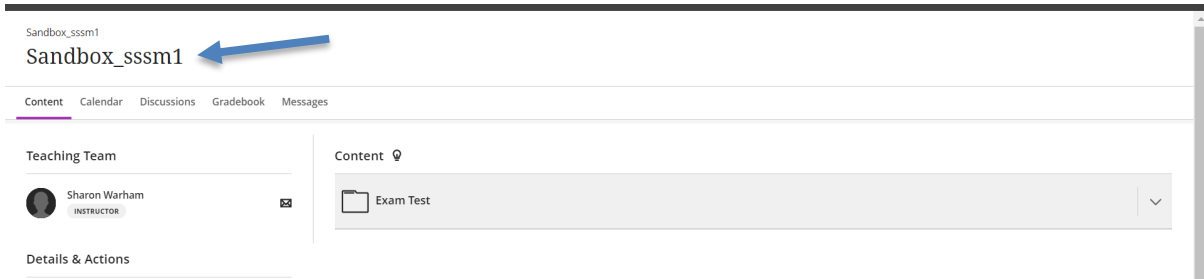 Sandbox_sssm1
Sandbox_sssm1
Content Calendar Discussions Gradebook Messages
Teaching Team
Sharon Warham
INSTRUCTOR
Details & Actions
Content
Exam Test